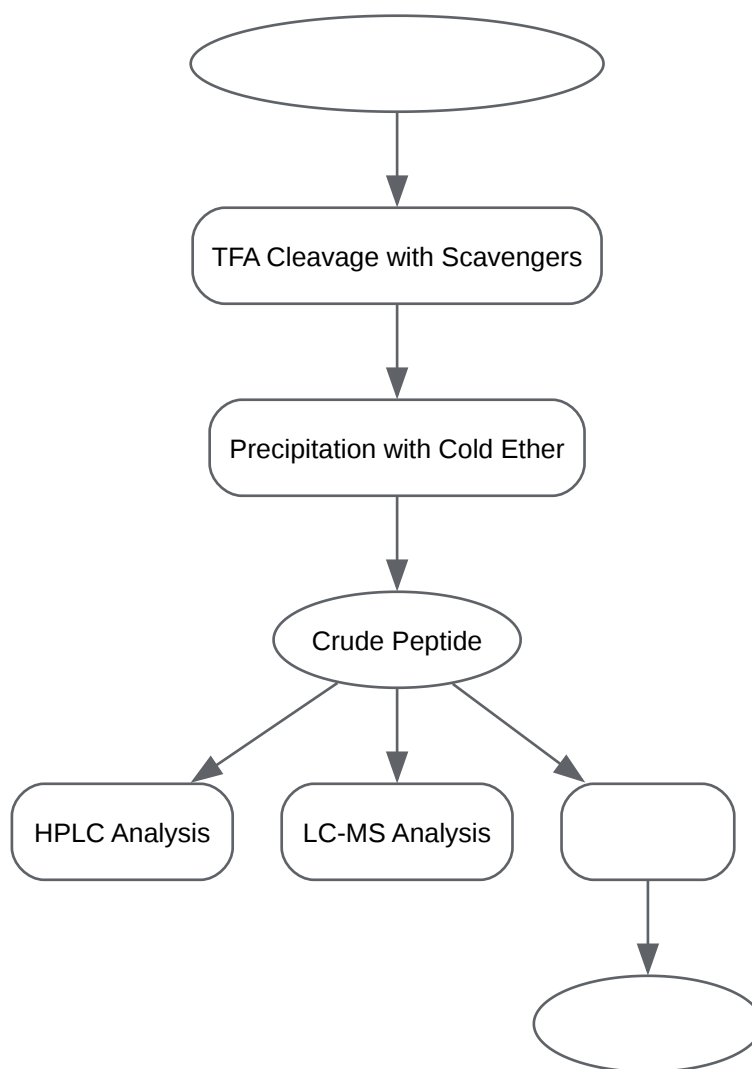 TFA Cleavage with Scavengers
Precipitation with Cold Ether
Crude Peptide
HPLC Analysis
LC-MS Analysis